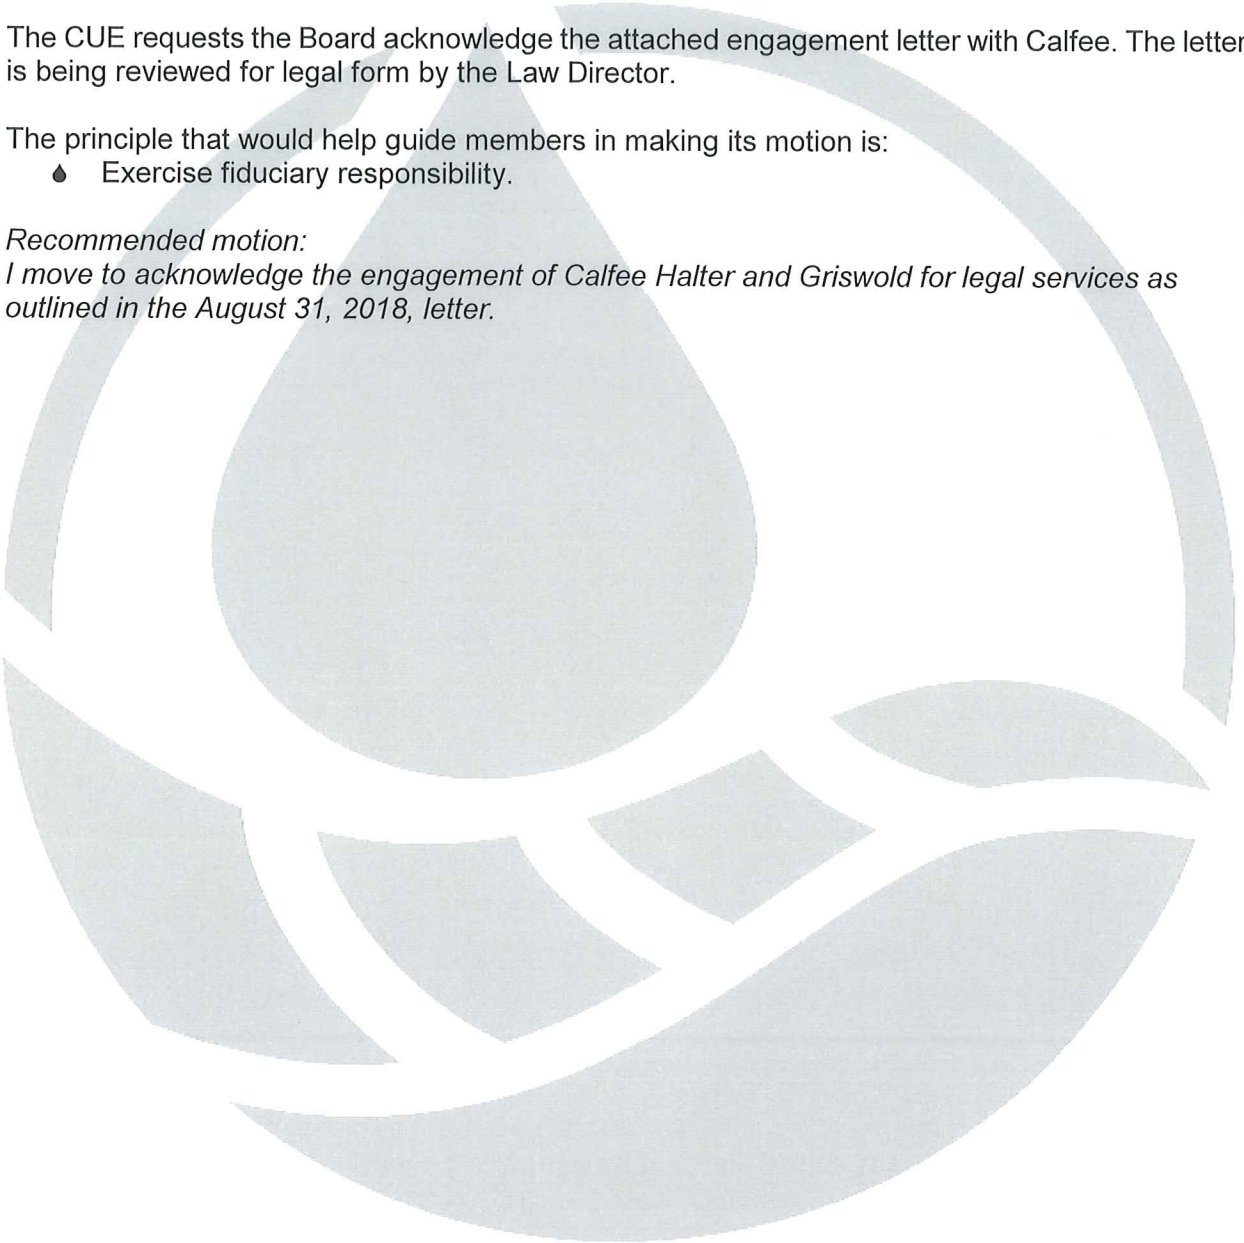 The CUE requests the Board acknowledge the attached engagement letter with Calfee. The letter
is being reviewed for legal form by the Law Director.
The principle that would help guide members in making its motion is:
Exercise fiduciary responsibility.
Recommended motion:
I move to acknowledge the engagement of Calfee Halter and Griswold for legal services as
outlined in the August 31, 2018, letter.